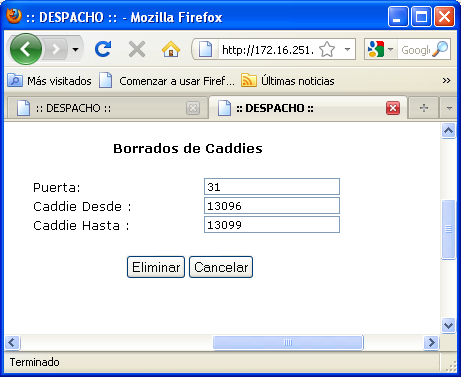 :: DESPACHO :: - Mozilla Firefox
http://172.16.251.
Googl
Más visitados
Comenzar a usar Firef...
Últimas noticias
:: DESPACHO ::
:: DESPACHO ::
Borrados de Caddies
Puerta: 31
Caddie Desde : 13096
Caddie Hasta : 13099
Eliminar Cancelar
Terminado